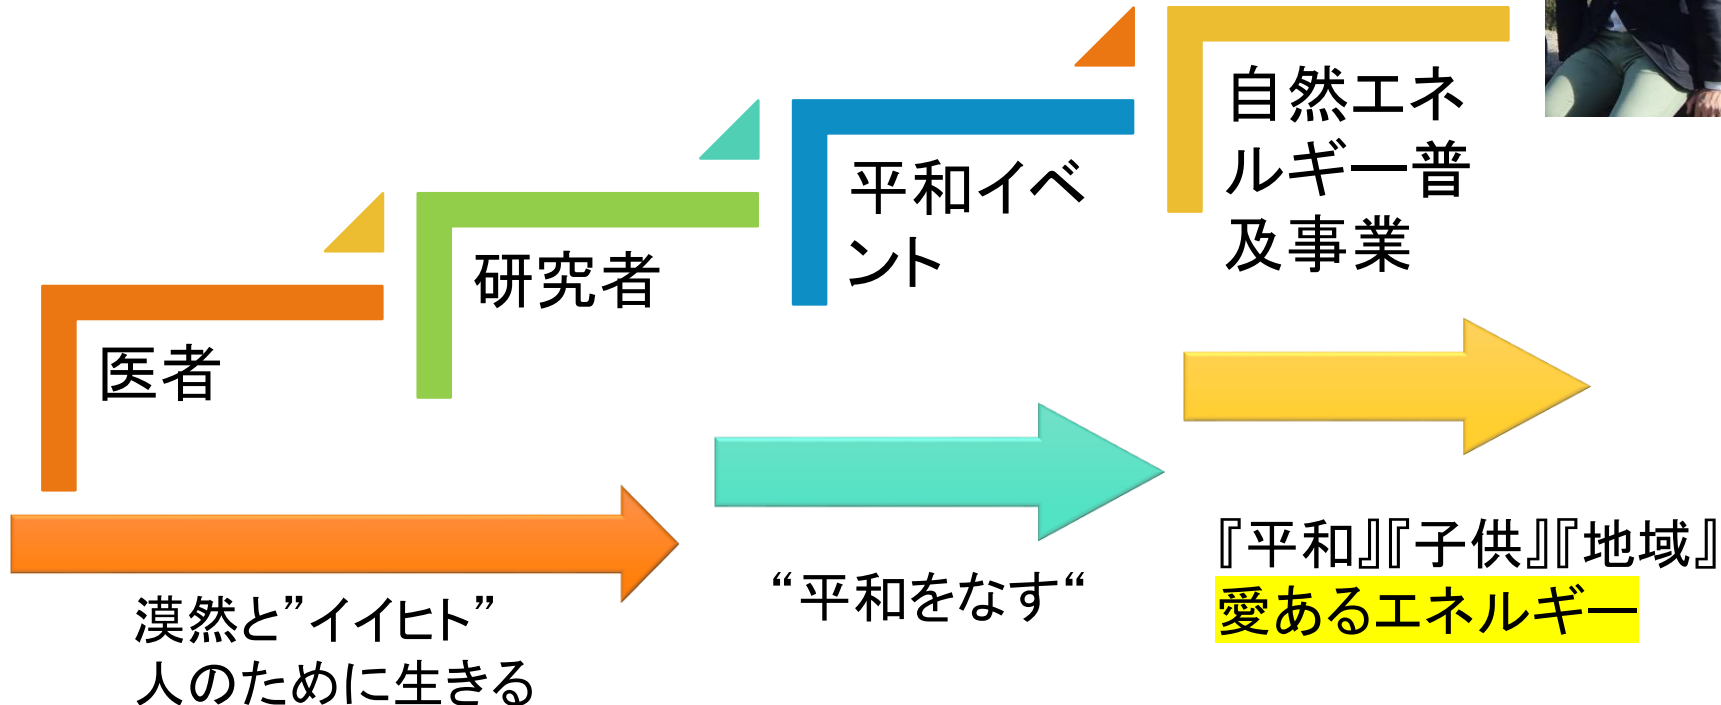 医者
研究者
平和イベ
ント
自然エネ
ルギー普
及事業
漠然と”イイヒト”
人のために生きる
“平和をなす“
『平和』『子供』『地域』
愛あるエネルギー